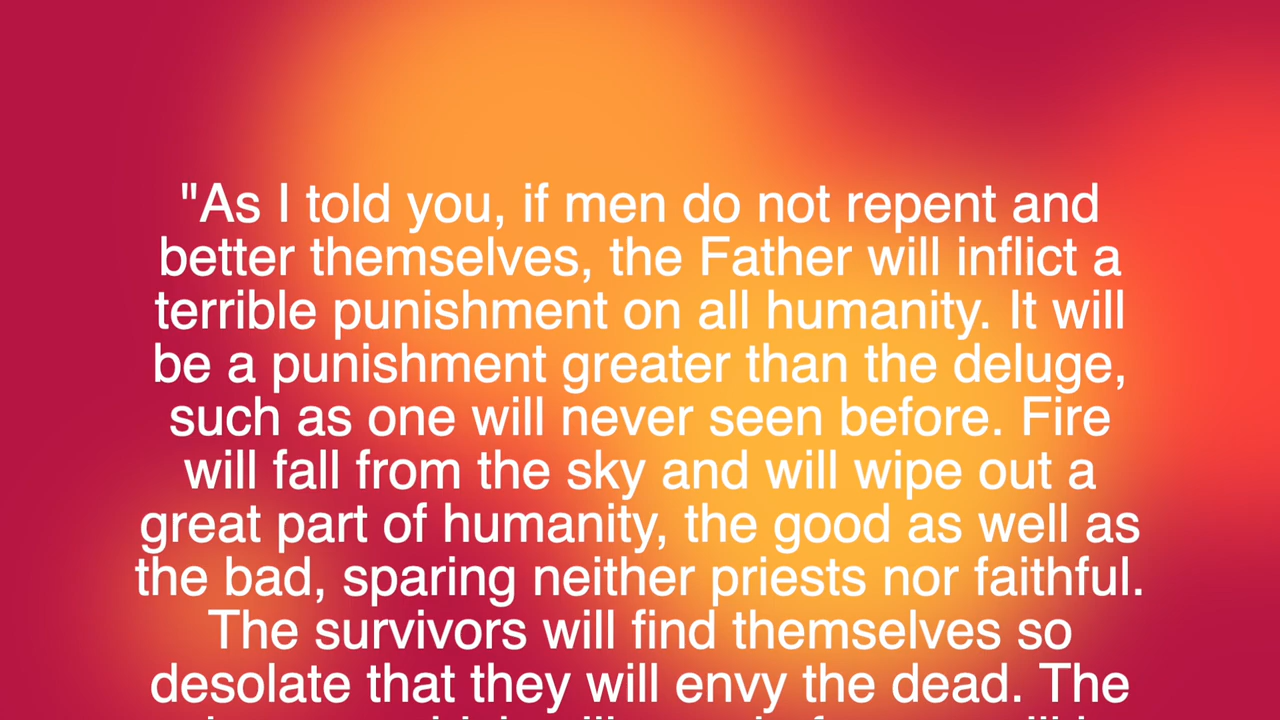 "As I told you, if men do not repent and
better themselves, the Father will inflict a
terrible punishment on all humanity. It will
be a punishment greater than the deluge,
such as one will never seen before. Fire
will fall from the sky and will wipe out a
great part of humanity, the good as well as
the bad, sparing neither priests nor faithful.
The survivors will find themselves so
desolate that they will envy the dead. The